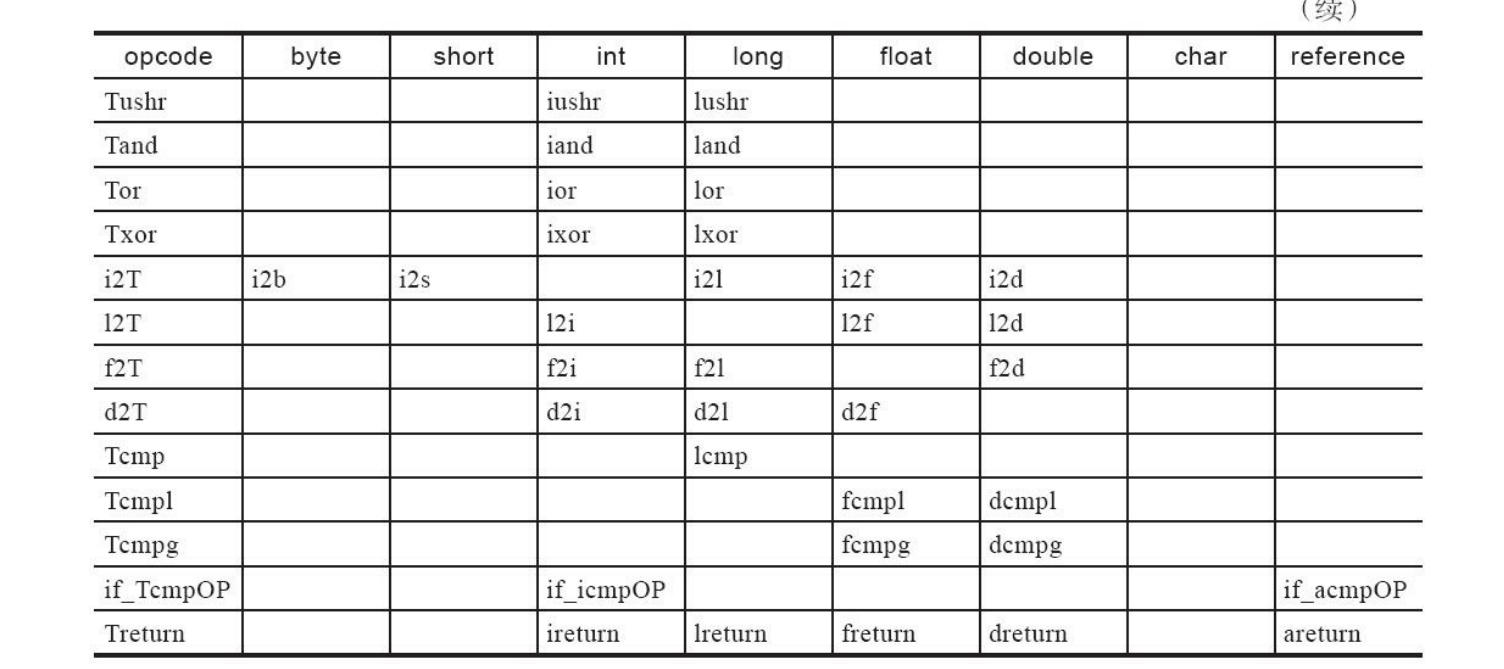 (续)
opcode byte short int long float double char reference
Tushr iushr lushr
Tand iand land
Tor ior lor
Txor ixor lxor
i2T i2b i2s i2l i2f i2d
l2T l2i l2f l2d
f2T f2i f2l f2d
d2T d2i d2l d2f
Tcmp lcmp
Tcmpl fcmpl dcmpl
Tcmpg fcmpg dcmpg
if_TcmpOP if_icmpOP if_acmpOP
Treturn ireturn lreturn freturn dreturn areturn